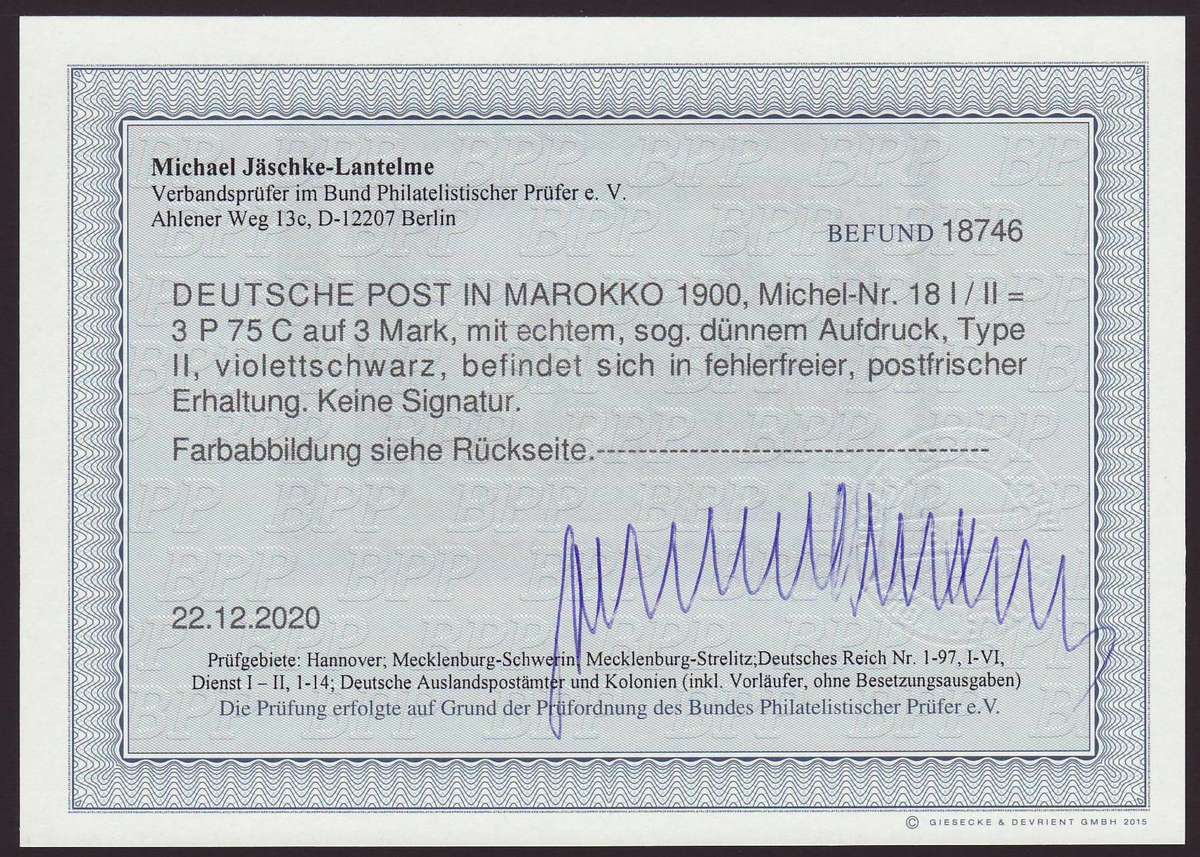 Michael Jäschke-Lantelme
Verbandsprüfer im Bund Philatelistischer Prüfer e. V.
Ahlener Weg 13c, D-12207 Berlin
BEFUND 18746
DEUTSCHE POST IN MAROKKO 1900, Michel-Nr. 18 I / II =
3 P 75 C auf 3 Mark, mit echtem, sog. dünnem Aufdruck, Type
II, violettschwarz, befindet sich in fehlerfreier, postfrischer
Erhaltung. Keine Signatur.
Farbabbildung siehe Rückseite.--------------------------------------
22.12.2020
Prüfgebiete: Hannover; Mecklenburg-Schwerin; Mecklenburg-Strelitz;Deutsches Reich Nr. 1-97, I-VI,
Dienst I – II, 1-14; Deutsche Auslandspostämter und Kolonien (inkl. Vorläufer, ohne Besetzungsausgaben)
Die Prüfung erfolgte auf Grund der Prüfordnung des Bundes Philatelistischer Prüfer e.V.
© GIESECKE & DEVRIENT GMBH 2015